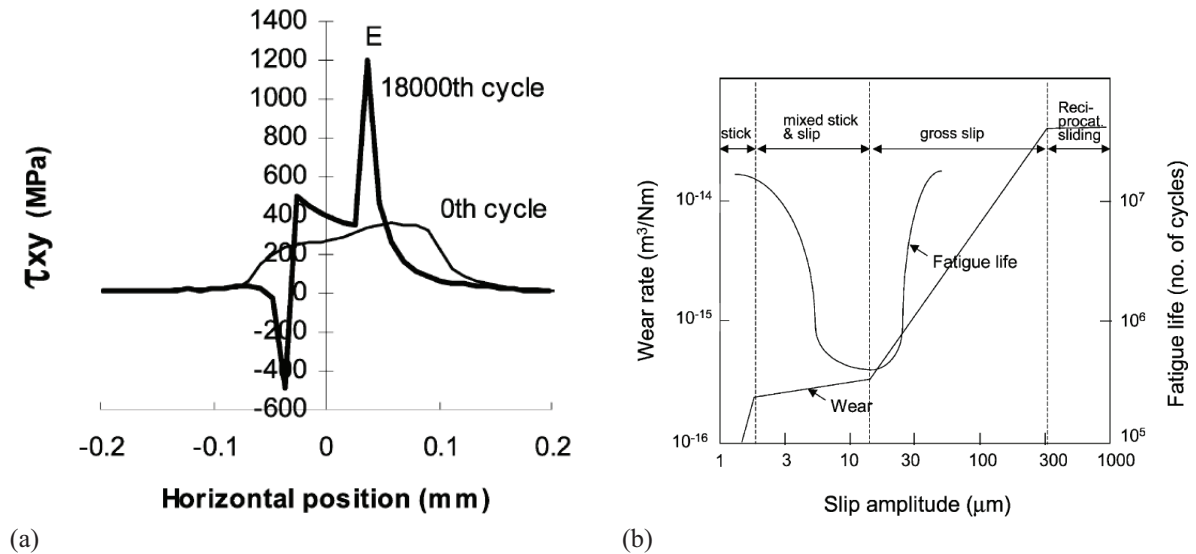 1400
1200
1000
800
600
400
200
0
-200
-400
-600
E
18000th cycle
0th cycle
τxy (MPa)
-0.2
-0.1
0
0.1
0.2
Horizontal position (mm)
(a)
stick
mixed stick
& slip
gross slip
Reci-
procat.
sliding
10-14
10-15
10-16
Wear rate (m³/Nm)
Fatigue life
Wear
10⁷
10⁶
10⁵
Fatigue life (no. of cycles)
1
3
10
30
100
300
1000
Slip amplitude (μm)
(b)